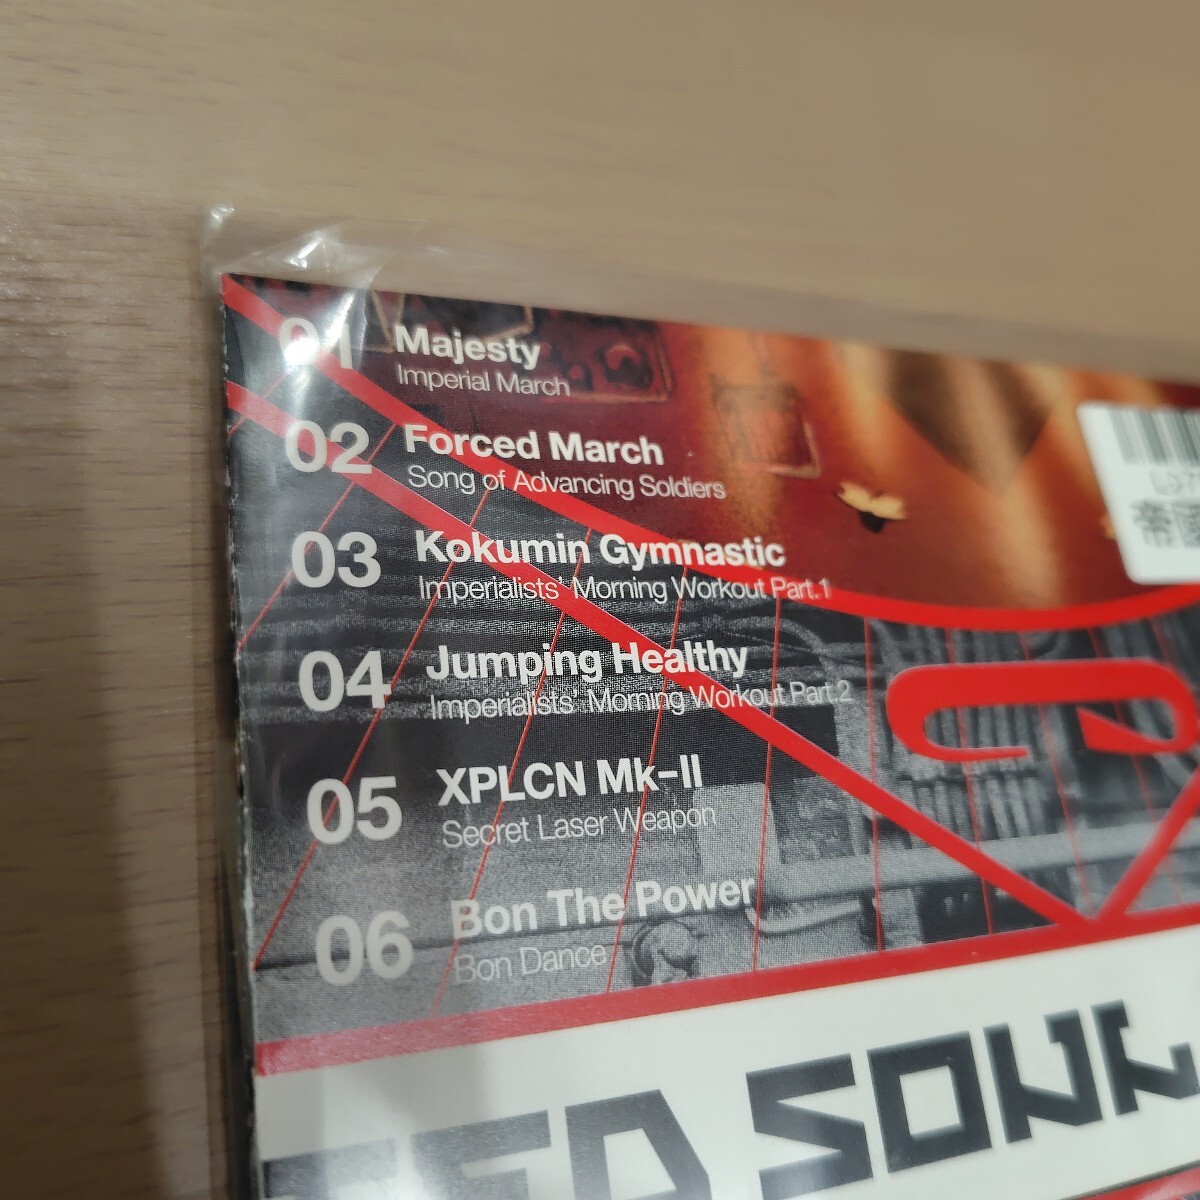 01 Majesty
Imperial March
02 Forced March
Song of Advancing Soldiers
03 Kokumin Gymnastic
Imperialists' Morning Workout Part.1
04 Jumping Healthy
Imperialists' Morning Workout Part.2
05 XPLCN Mk-II
Secret Laser Weapon
06 Bon The Power
Bon Dance
帝國